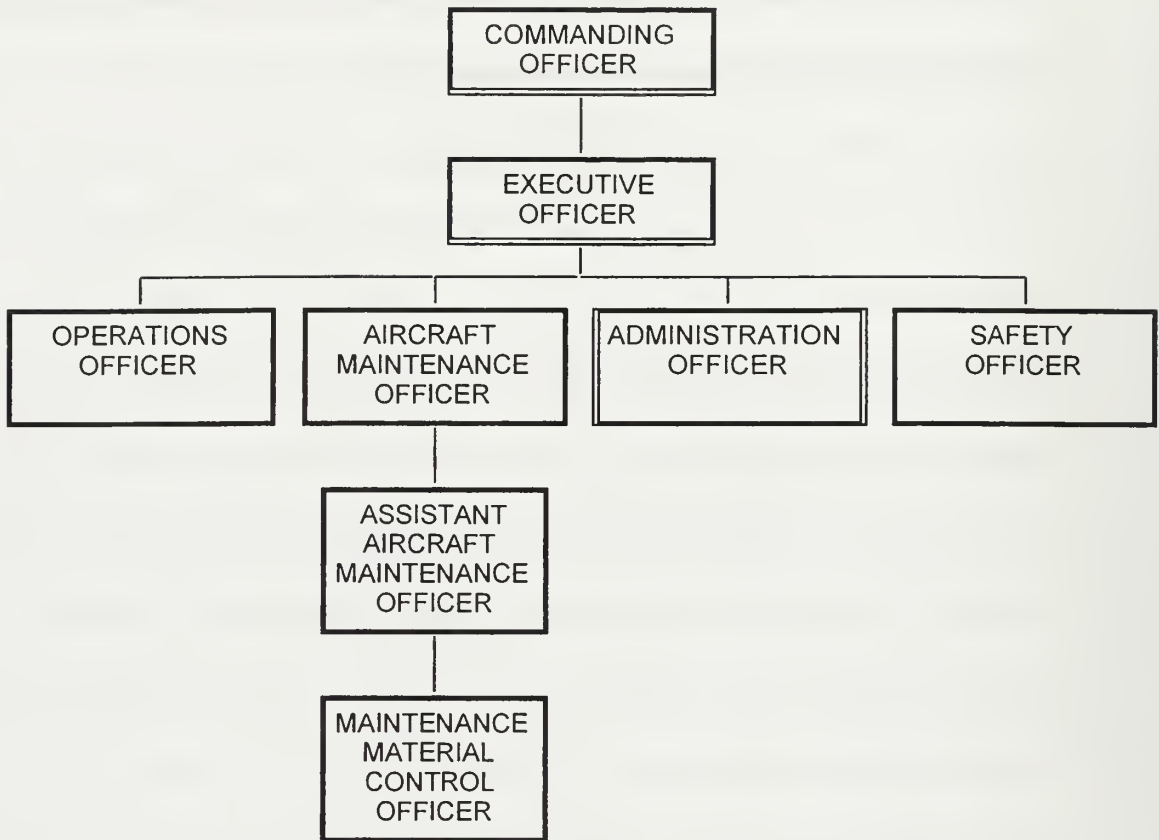 COMMANDING
OFFICER
EXECUTIVE
OFFICER
OPERATIONS
OFFICER
AIRCRAFT
MAINTENANCE
OFFICER
ADMINISTRATION
OFFICER
SAFETY
OFFICER
ASSISTANT
AIRCRAFT
MAINTENANCE
OFFICER
MAINTENANCE
MATERIAL
CONTROL
OFFICER